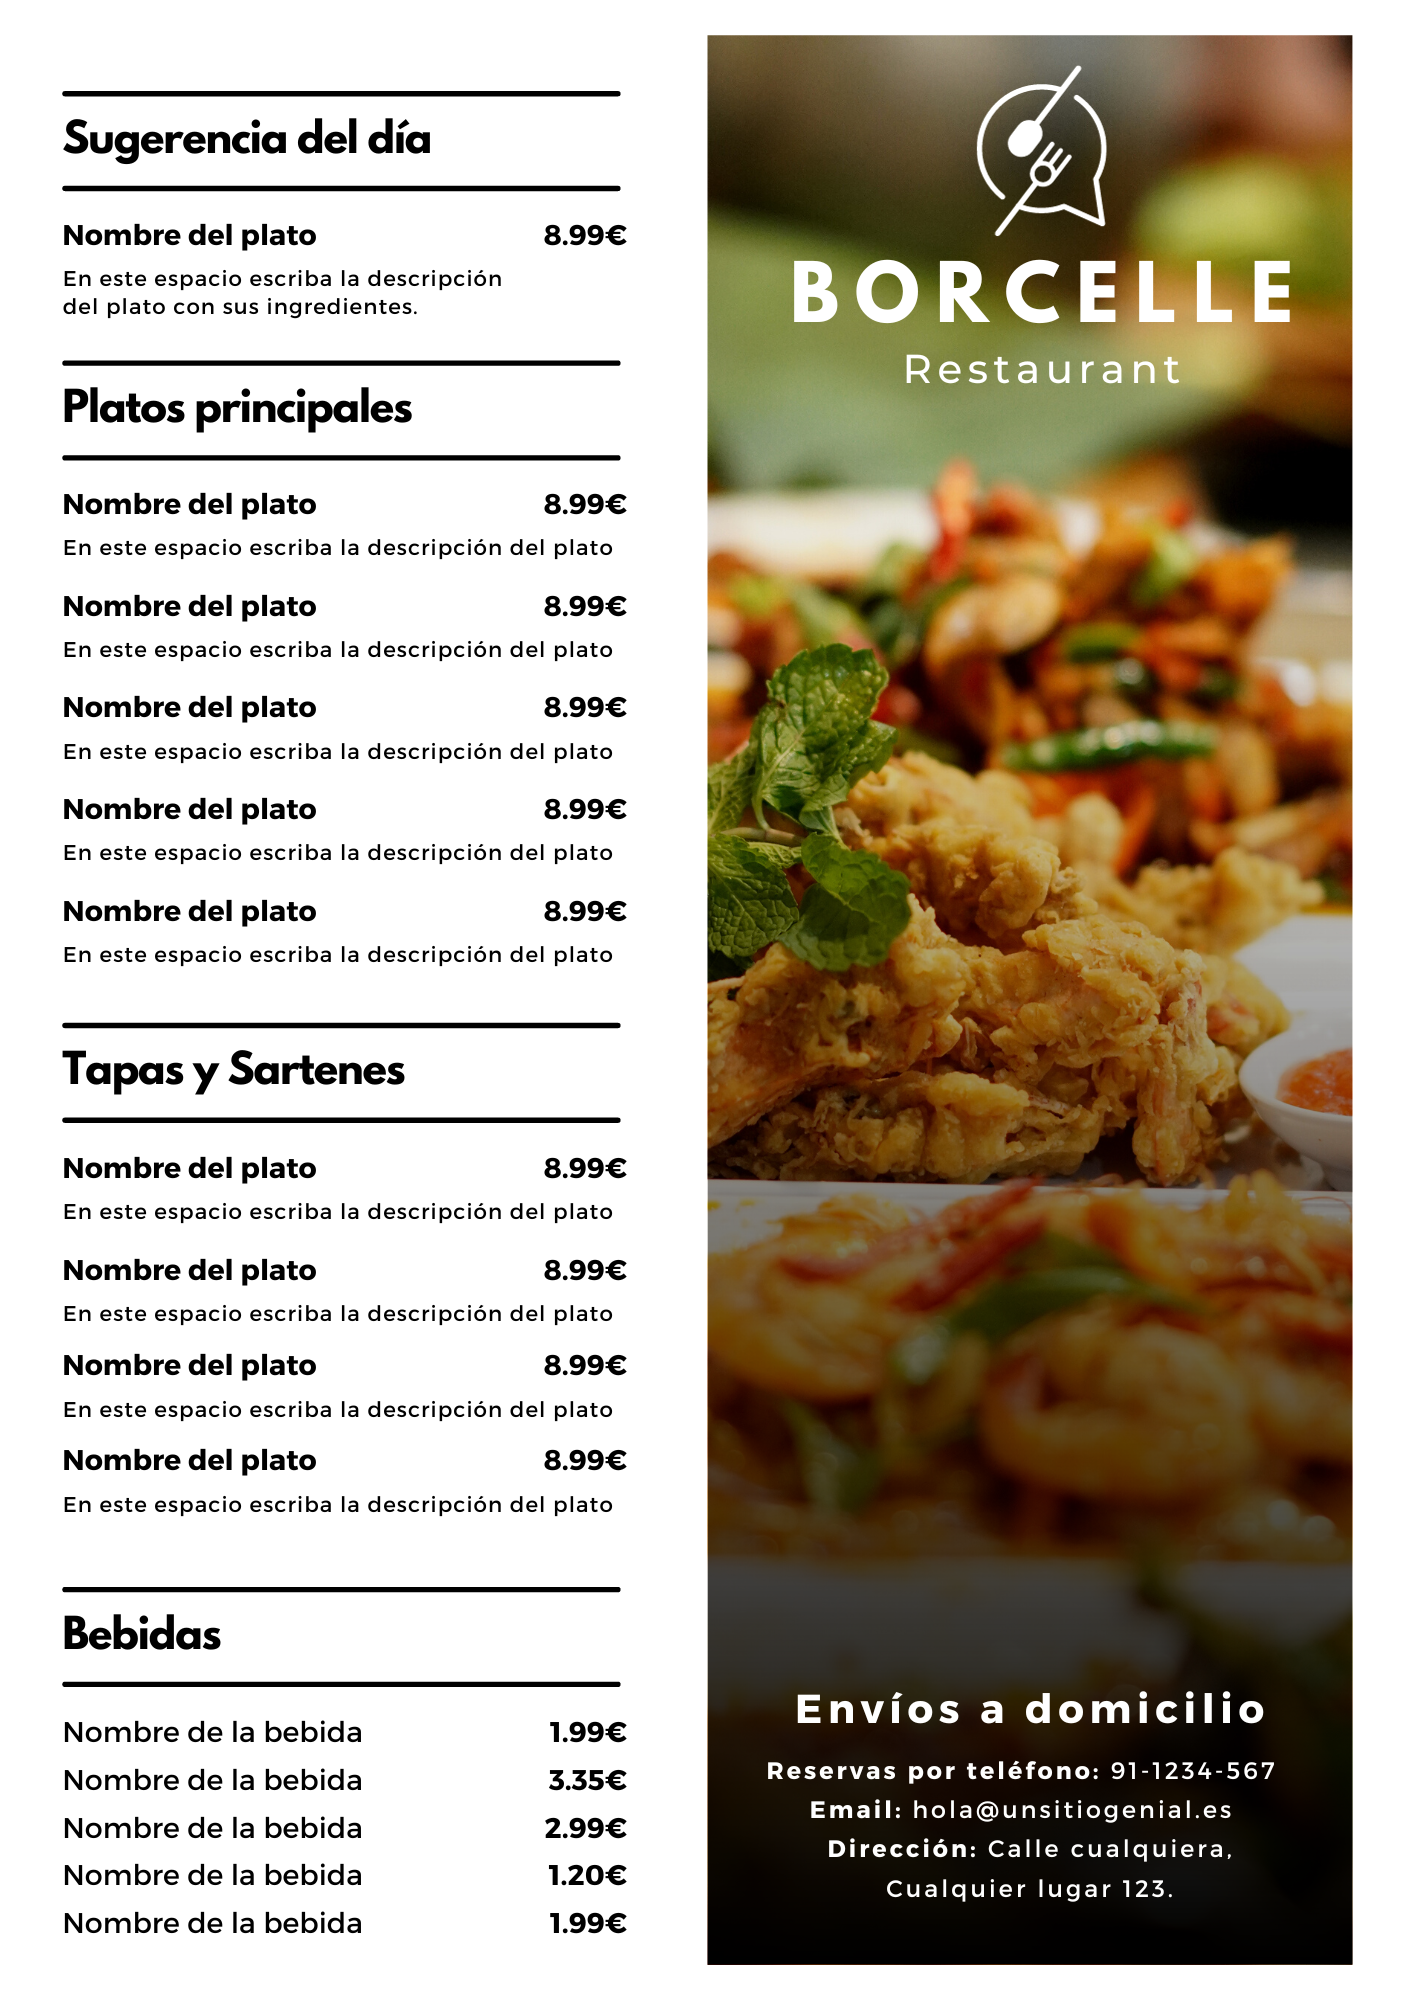 Sugerencia del día
Nombre del plato 8.99€
En este espacio escriba la descripción
del plato con sus ingredientes.
Platos principales
Nombre del plato 8.99€
En este espacio escriba la descripción del plato
Nombre del plato 8.99€
En este espacio escriba la descripción del plato
Nombre del plato 8.99€
En este espacio escriba la descripción del plato
Nombre del plato 8.99€
En este espacio escriba la descripción del plato
Nombre del plato 8.99€
En este espacio escriba la descripción del plato
Tapas y Sartenes
Nombre del plato 8.99€
En este espacio escriba la descripción del plato
Nombre del plato 8.99€
En este espacio escriba la descripción del plato
Nombre del plato 8.99€
En este espacio escriba la descripción del plato
Nombre del plato 8.99€
En este espacio escriba la descripción del plato
Bebidas
Nombre de la bebida 1.99€
Nombre de la bebida 3.35€
Nombre de la bebida 2.99€
Nombre de la bebida 1.20€
Nombre de la bebida 1.99€
BORCELLE
Restaurant
Envíos a domicilio
Reservas por teléfono: 91-1234-567
Email: hola@unsitiogenial.es
Dirección: Calle cualquiera,
Cualquier lugar 123.